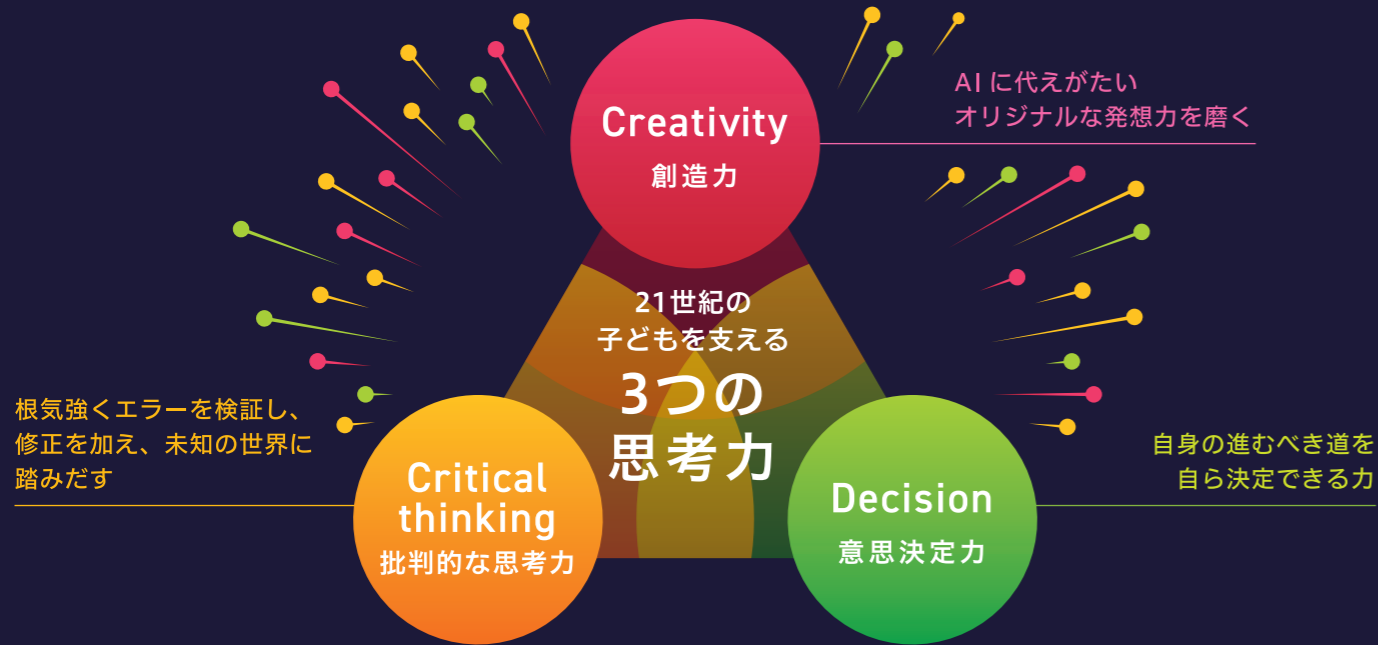 Creativity
創造力
AIに代えがたい
オリジナルな発想力を磨く
21世紀の
子どもを支える
3つの
思考力
根気強くエラーを検証し、
修正を加え、未知の世界に
踏みだす
Critical
thinking
批判的な思考力
Decision
意思決定力
自身の進むべき道を
自ら決定できる力